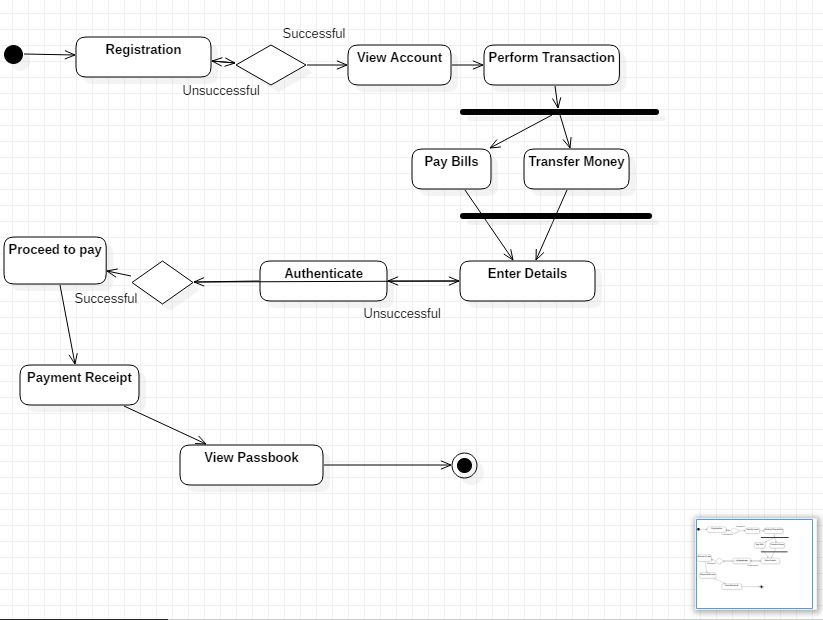 Successful
Registration
View Account
Perform Transaction
Unsuccessful
Pay Bills
Transfer Money
Proceed to pay
Authenticate
Enter Details
Successful
Unsuccessful
Payment Receipt
View Passbook